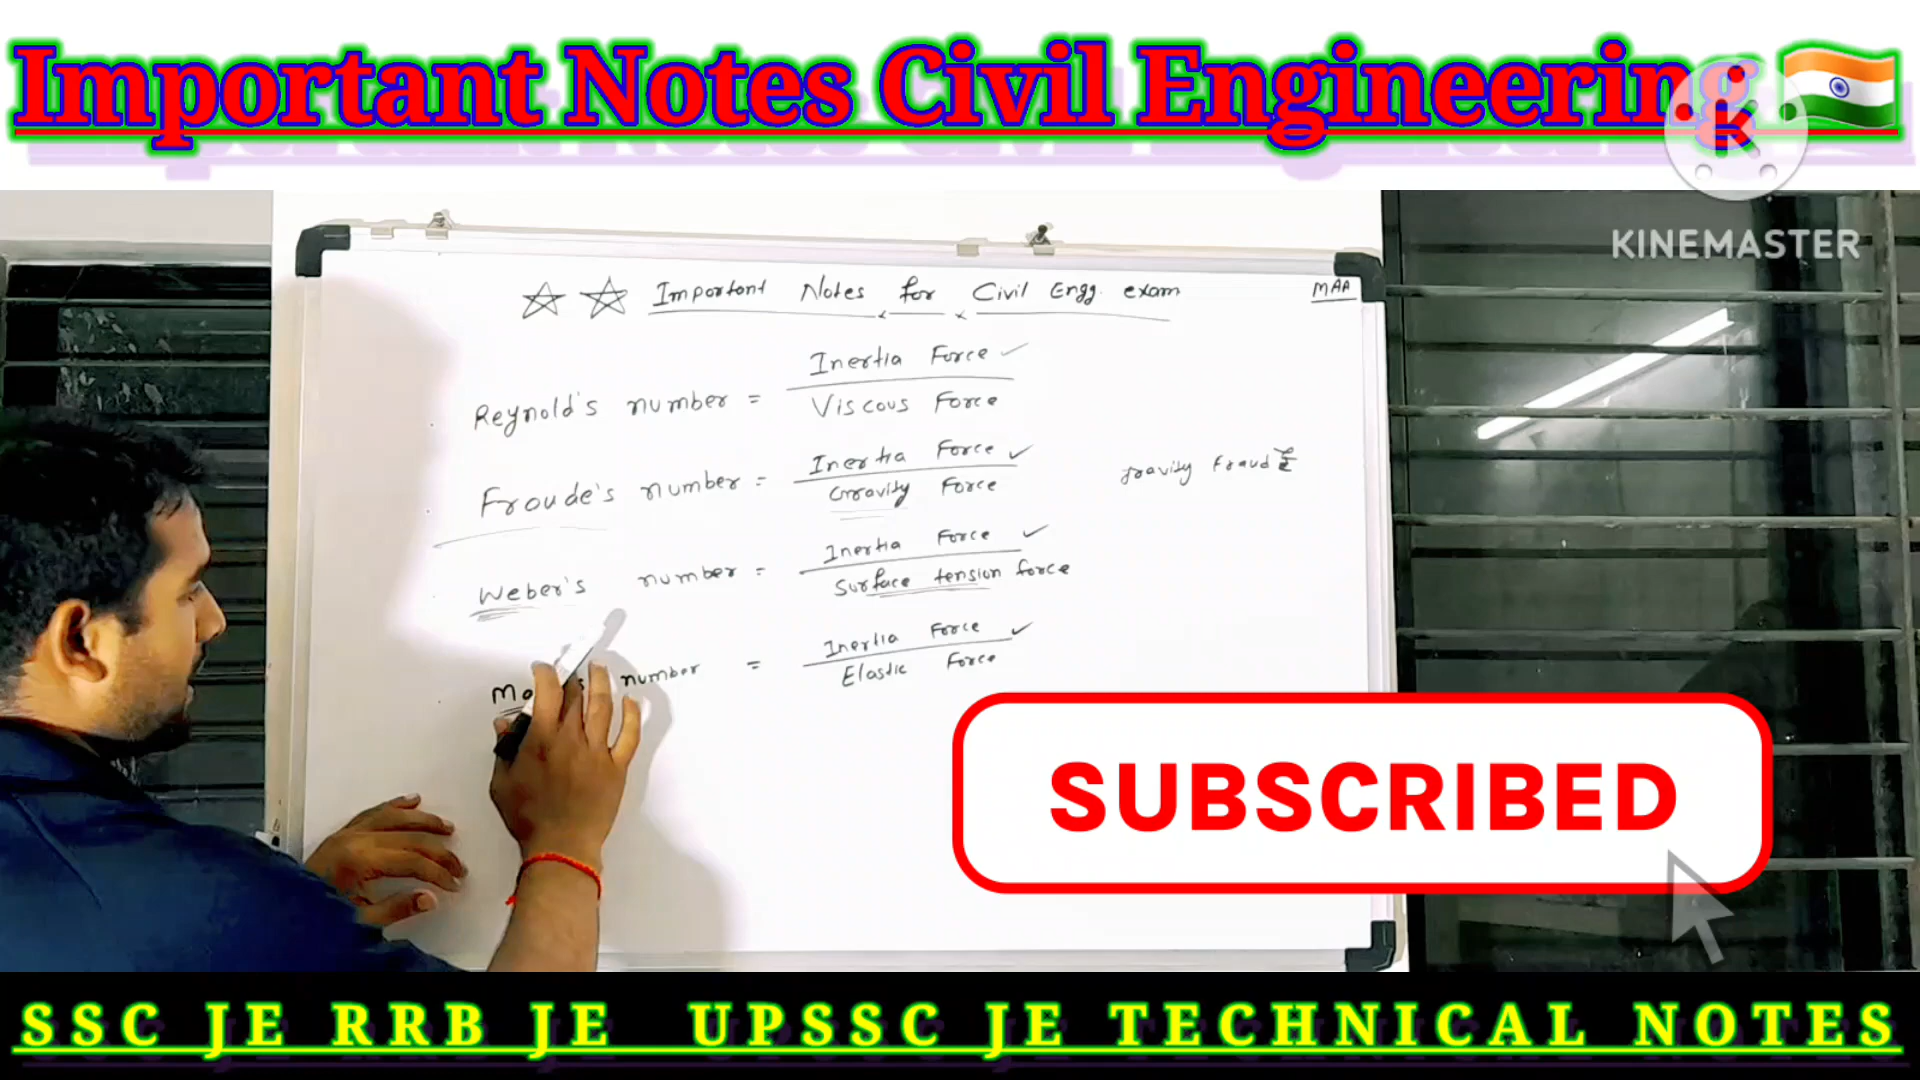 Important Notes Civil Engineering
KINEMASTER
Important Notes for Civil Engg. exam
MAA
Reynold's number = Inertia Force
Viscous Force
Froude's number = Inertia Force
Gravity Force
gravity Fraud है
Weber's number = Inertia Force
Surface tension force
number = Inertia Force
Elastic Force
SUBSCRIBED
SSC JE RRB JE UPSSC JE TECHNICAL NOTES